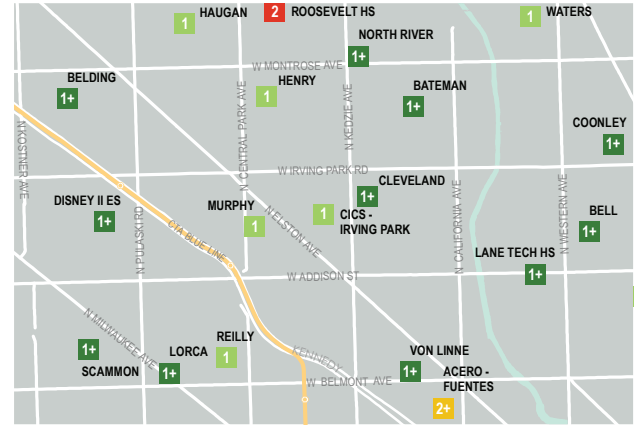 HAUGAN
1
2
ROOSEVELT HS
1
WATERS
NORTH RIVER
1+
W MONTROSE AVE
BELDING
1+
HENRY
1
BATEMAN
1+
COONLEY
1+
N KOSTNER AVE
N CENTRAL PARK AVE
N KEDZIE AVE
W IRVING PARK RD
CLEVELAND
1+
DISNEY II ES
1+
MURPHY
1
1
CICS -
IRVING PARK
BELL
1+
N PULASKI RD
CTA BLUE LINE
N ELSTON AVE
N CALIFORNIA AVE
N WESTERN AVE
LANE TECH HS
1+
W ADDISON ST
N MILWAUKEE AVE
1+
SCAMMON
LORCA
1+
REILLY
1
KENNEDY
VON LINNE
1+
W BELMONT AVE
ACERO -
FUENTES
2+